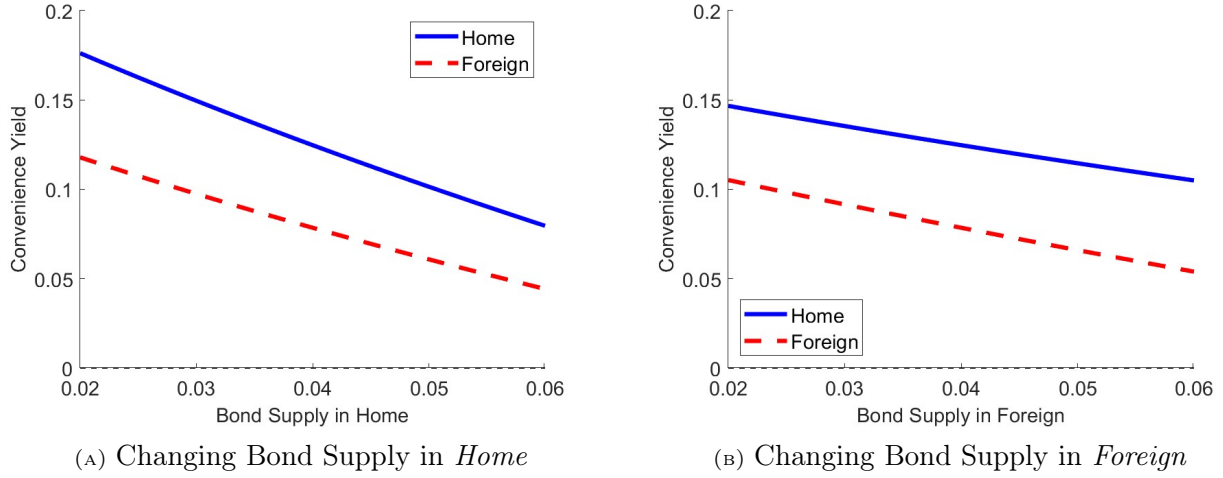 0.2
0.15
0.1
0.05
0
Convenience Yield
Home
Foreign
0.02
0.03
0.04
0.05
0.06
Bond Supply in Home
(A) Changing Bond Supply in Home
0.2
0.15
0.1
0.05
0
Convenience Yield
Home
Foreign
0.02
0.03
0.04
0.05
0.06
Bond Supply in Foreign
(B) Changing Bond Supply in Foreign